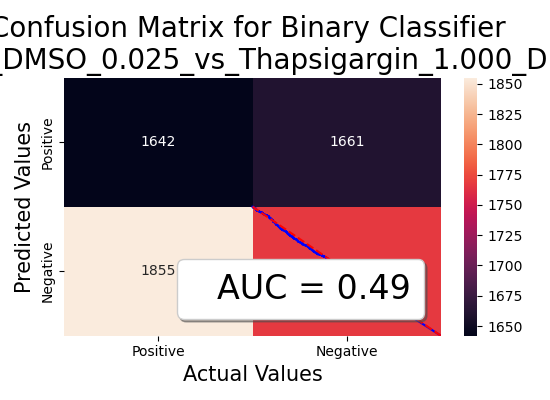 Confusion Matrix for Binary Classifier
_DMSO_0.025_vs_Thapsigargin_1.000_D
Predicted Values
Positive
Negative
1642
1661
1855
AUC = 0.49
Positive
Negative
Actual Values
1850
1825
1800
1775
1750
1725
1700
1675
1650